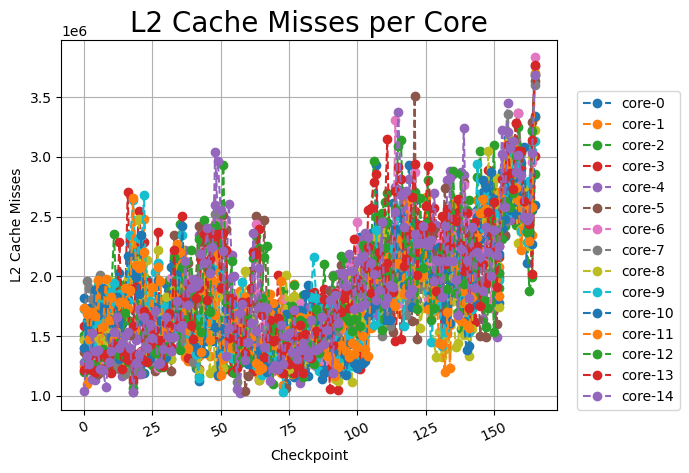 L2 Cache Misses per Core
1e6
3.5
3.0
2.5
2.0
1.5
1.0
L2 Cache Misses
0
25
50
75
100
125
150
Checkpoint
core-0
core-1
core-2
core-3
core-4
core-5
core-6
core-7
core-8
core-9
core-10
core-11
core-12
core-13
core-14